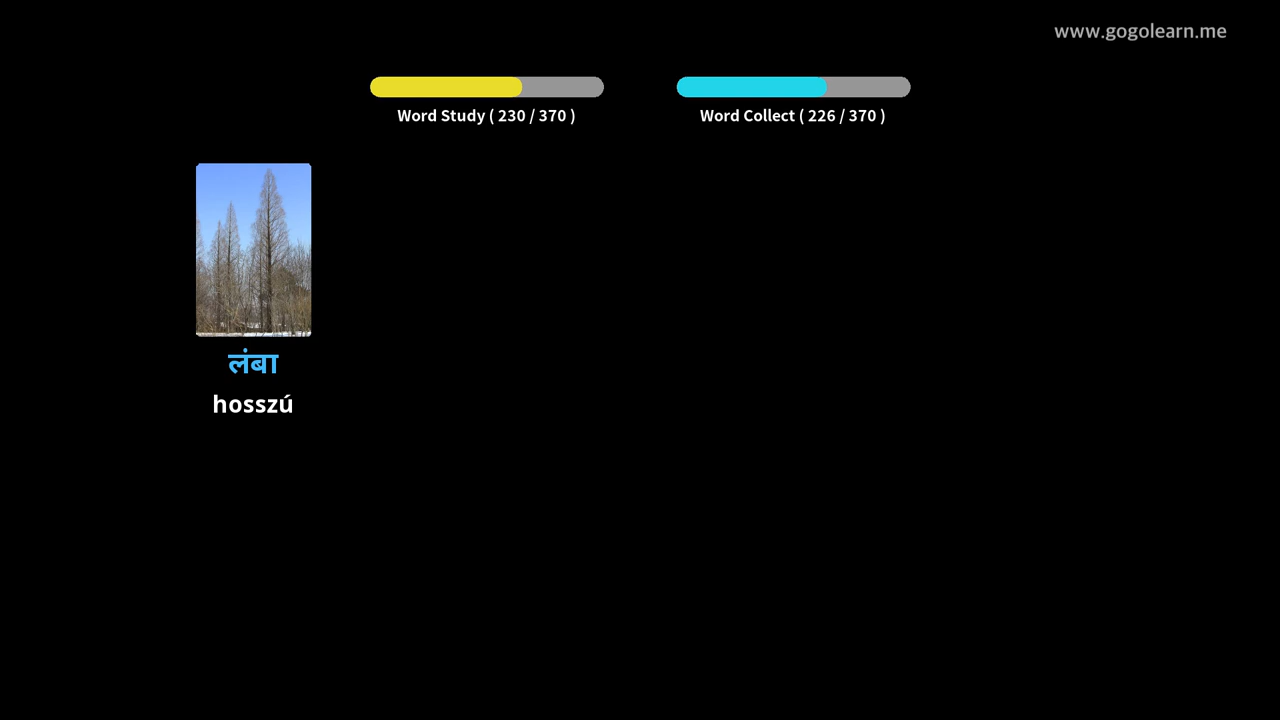 www.gogolearn.me
Word Study ( 230 / 370 )
Word Collect ( 226 / 370 )
लंबा
hosszú